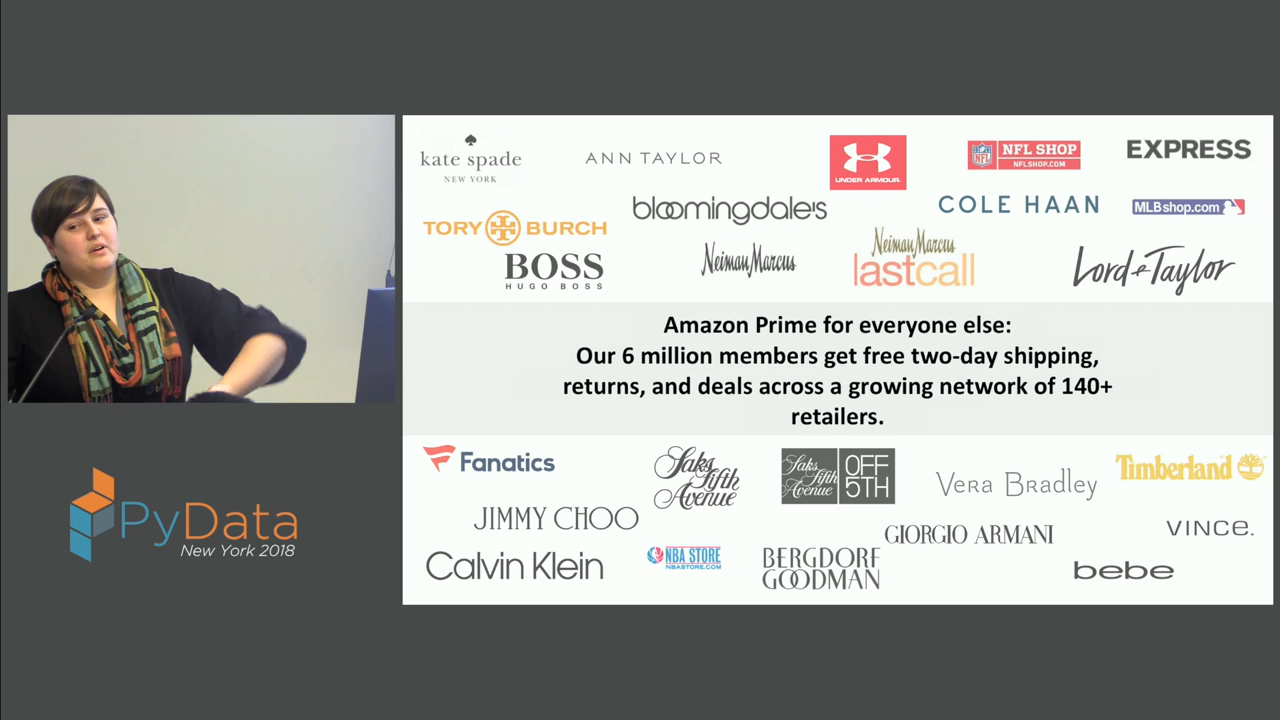 kate spade
NEW YORK
ANN TAYLOR
UNDER ARMOUR.
NFL
NFL SHOP
NFLSHOP.COM
EXPRESS
TORY BURCH
bloomingdale's
COLE HAAN
MLBshop.com
BOSS
HUGO BOSS
Neiman Marcus
Neiman Marcus
lastcall
Lord & Taylor
Amazon Prime for everyone else:
Our 6 million members get free two-day shipping,
returns, and deals across a growing network of 140+
retailers.
Fanatics
Saks
Fifth
Avenue
Saks
Fifth
Avenue
OFF
5TH
Vera Bradley
Timberland
JIMMY CHOO
GIORGIO ARMANI
VINCE.
Calvin Klein
NBA STORE
NBASTORE.COM
BERGDORF
GOODMAN
bebe
PyData
New York 2018